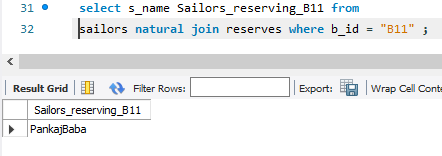 31 select s_name Sailors_reserving_B11 from
32 sailors natural join reserves where b_id = "B11" ;
Result Grid Filter Rows: Export: Wrap Cell Conte
Sailors_reserving_B11
PankajBaba